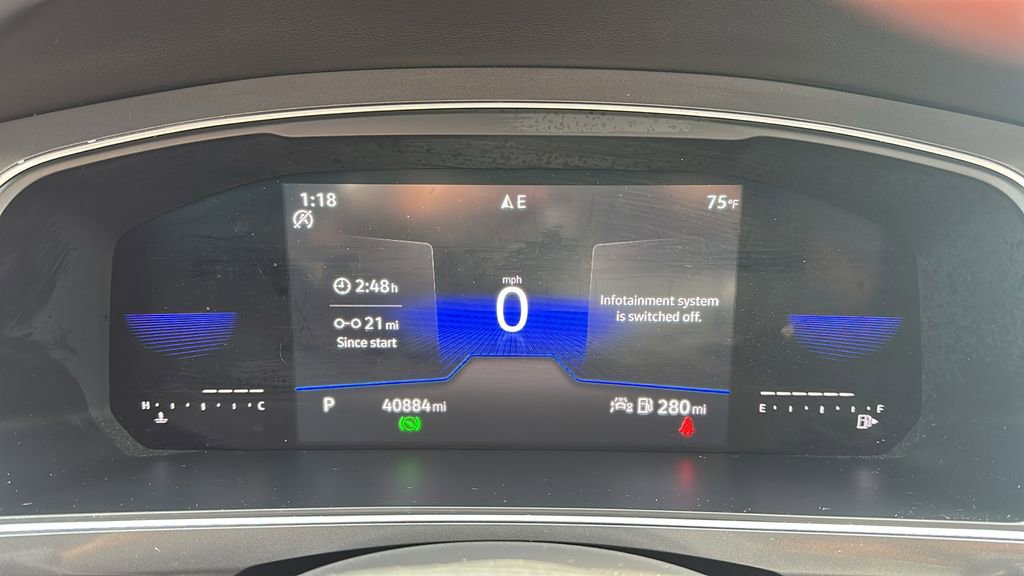 1:18
E
75°F
mph
0
2:48h
21 mi
Since start
Infotainment system
is switched off.
H C
P
40884mi
280mi
E F